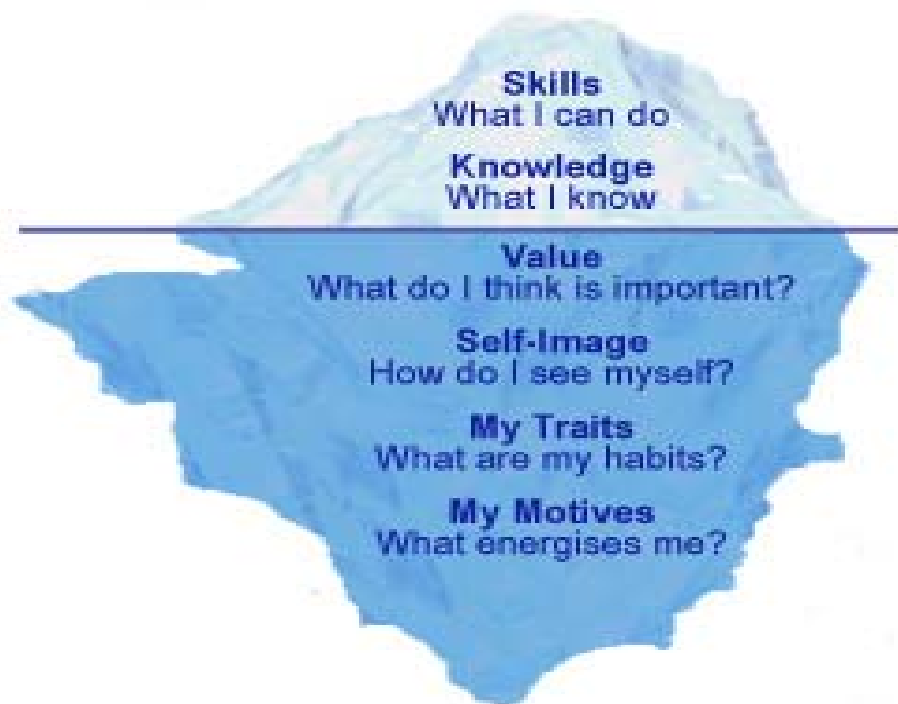 Skills
What I can do
Knowledge
What I know
Value
What do I think is important?
Self-Image
How do I see myself?
My Traits
What are my habits?
My Motives
What energises me?